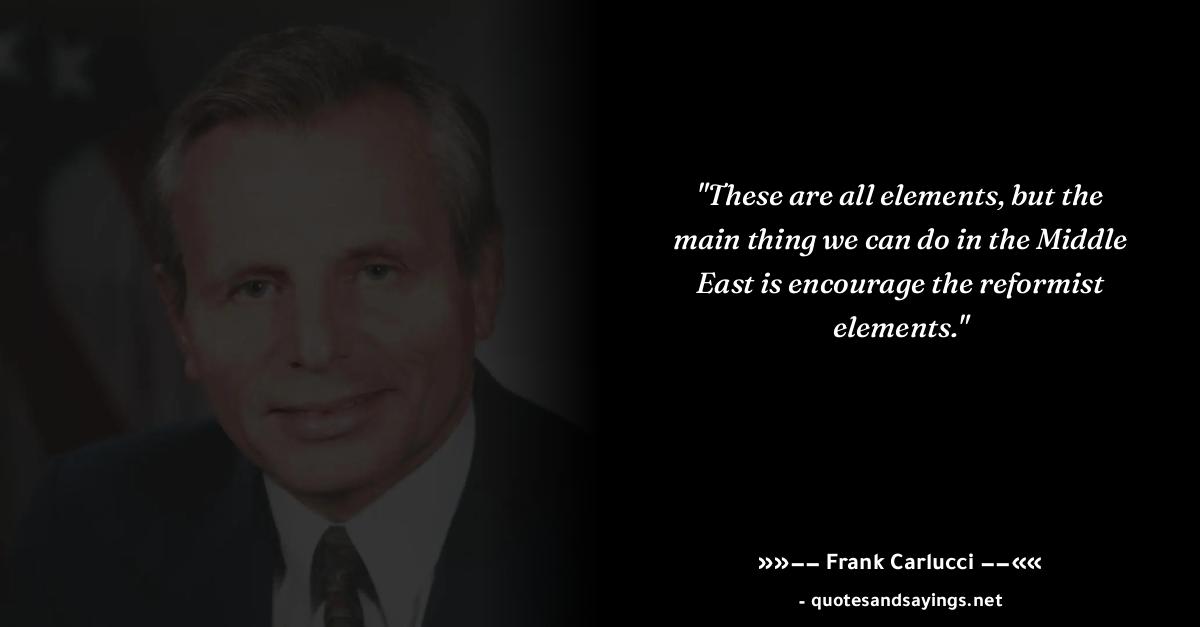 "These are all elements, but the
main thing we can do in the Middle
East is encourage the reformist
elements."
»»−− Frank Carlucci −−««
- quotesandsayings.net